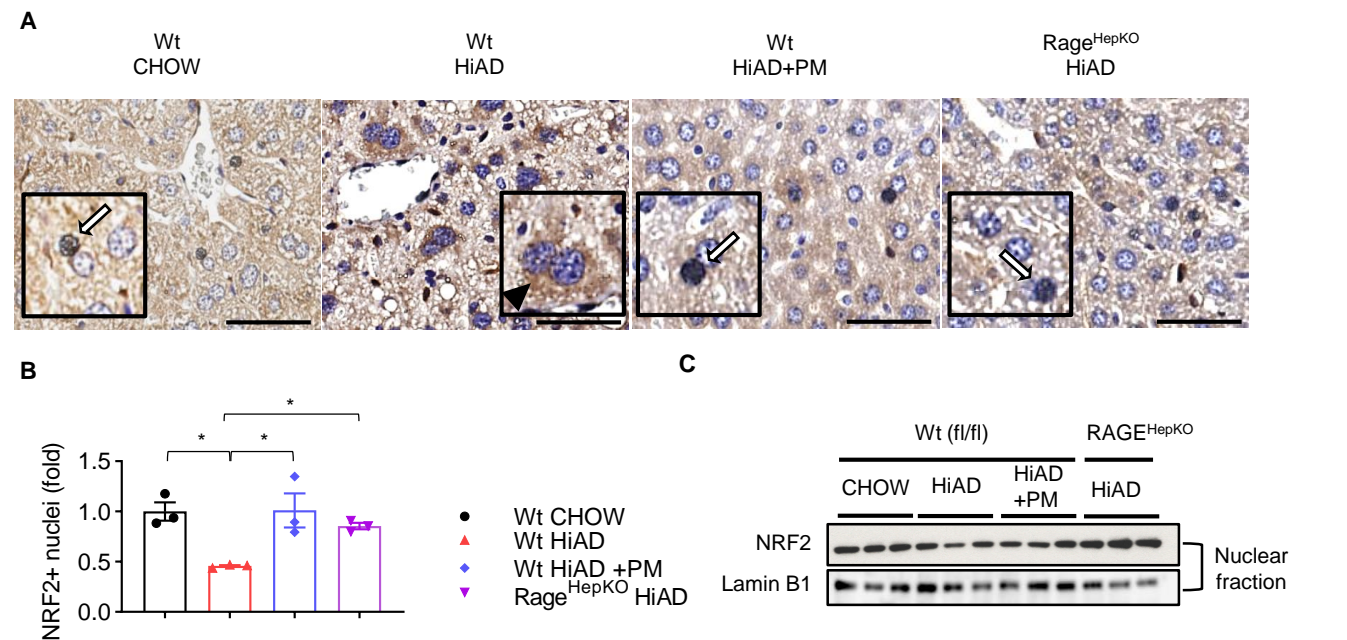 A
Wt
CHOW
Wt
HiAD
Wt
HiAD+PM
Rage^HepKO
HiAD
B
*
*
*
NRF2+ nuclei (fold)
1.5
1.0
0.5
0.0
Wt CHOW
Wt HiAD
Wt HiAD +PM
Rage^HepKO HiAD
C
Wt (fl/fl)
RAGE^HepKO
CHOW
HiAD
HiAD
+PM
HiAD
NRF2
Lamin B1
Nuclear
fraction